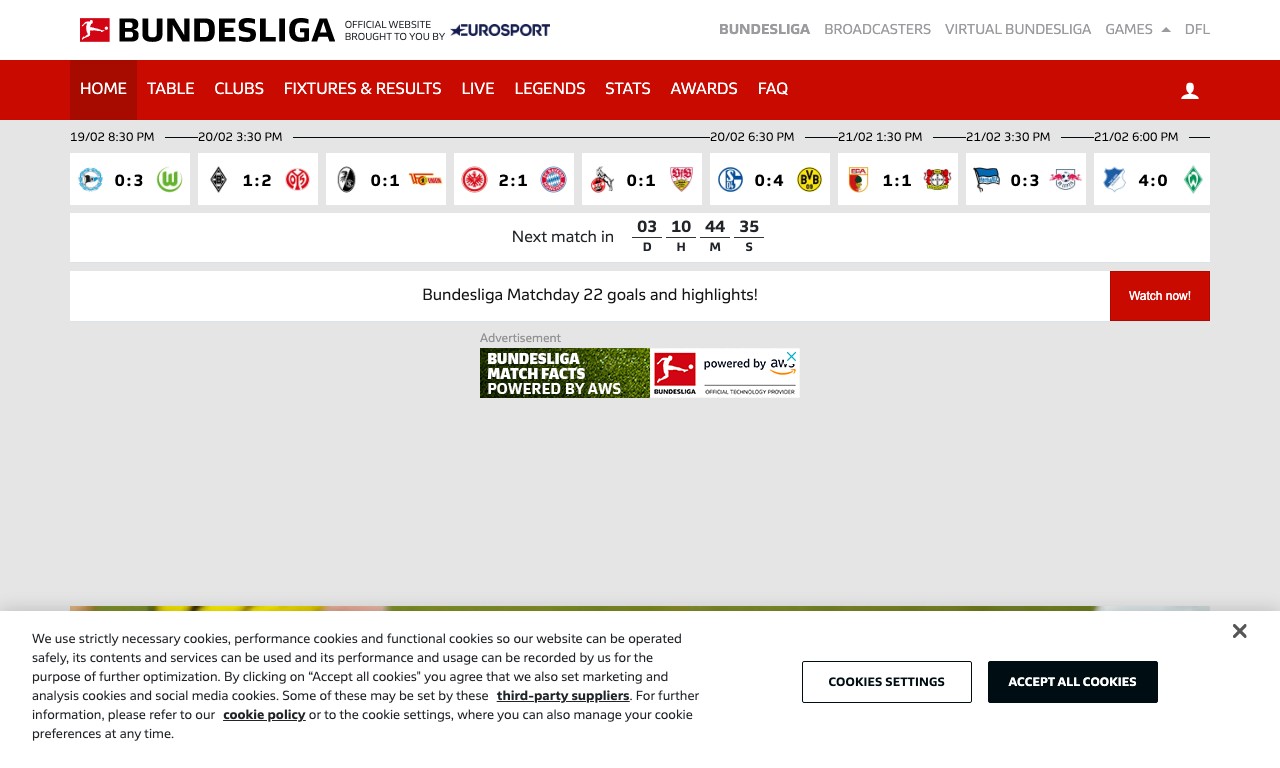 BUNDESLIGA
OFFICIAL WEBSITE
BROUGHT TO YOU BY EUROSPORT
BUNDESLIGA BROADCASTERS VIRTUAL BUNDESLIGA GAMES DFL
HOME TABLE CLUBS FIXTURES & RESULTS LIVE LEGENDS STATS AWARDS FAQ
19/02 8:30 PM 20/02 3:30 PM 20/02 6:30 PM 21/02 1:30 PM 21/02 3:30 PM 21/02 6:00 PM
0:3 1:2 0:1 2:1 0:1 0:4 1:1 0:3 4:0
Next match in 03 10 44 35
D H M S
Bundesliga Matchday 22 goals and highlights! Watch now!
Advertisement
BUNDESLIGA
MATCH FACTS
POWERED BY AWS
powered by aws
BUNDESLIGA OFFICIAL TECHNOLOGY PROVIDER
We use strictly necessary cookies, performance cookies and functional cookies so our website can be operated
safely, its contents and services can be used and its performance and usage can be recorded by us for the
purpose of further optimization. By clicking on “Accept all cookies” you agree that we also set marketing and
analysis cookies and social media cookies. Some of these may be set by these third-party suppliers. For further
information, please refer to our cookie policy or to the cookie settings, where you can also manage your cookie
preferences at any time.
COOKIES SETTINGS ACCEPT ALL COOKIES